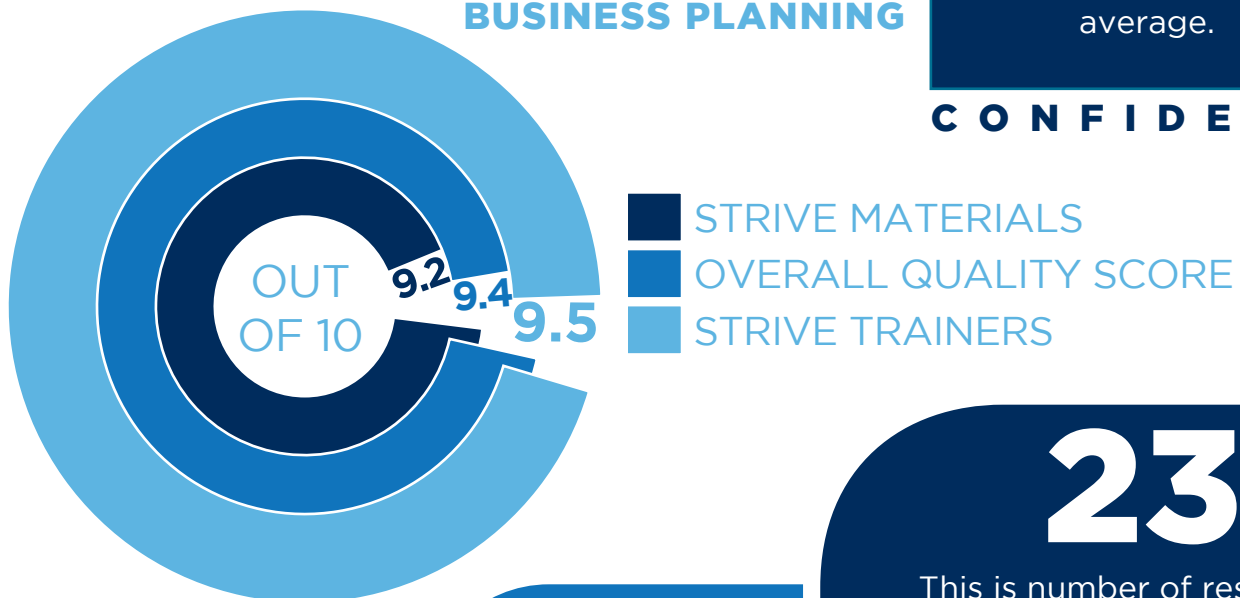 BUSINESS PLANNING
average.
CONFIDE
OUT
OF 10
9.2
9.4
9.5
STRIVE MATERIALS
OVERALL QUALITY SCORE
STRIVE TRAINERS
23
This is number of res